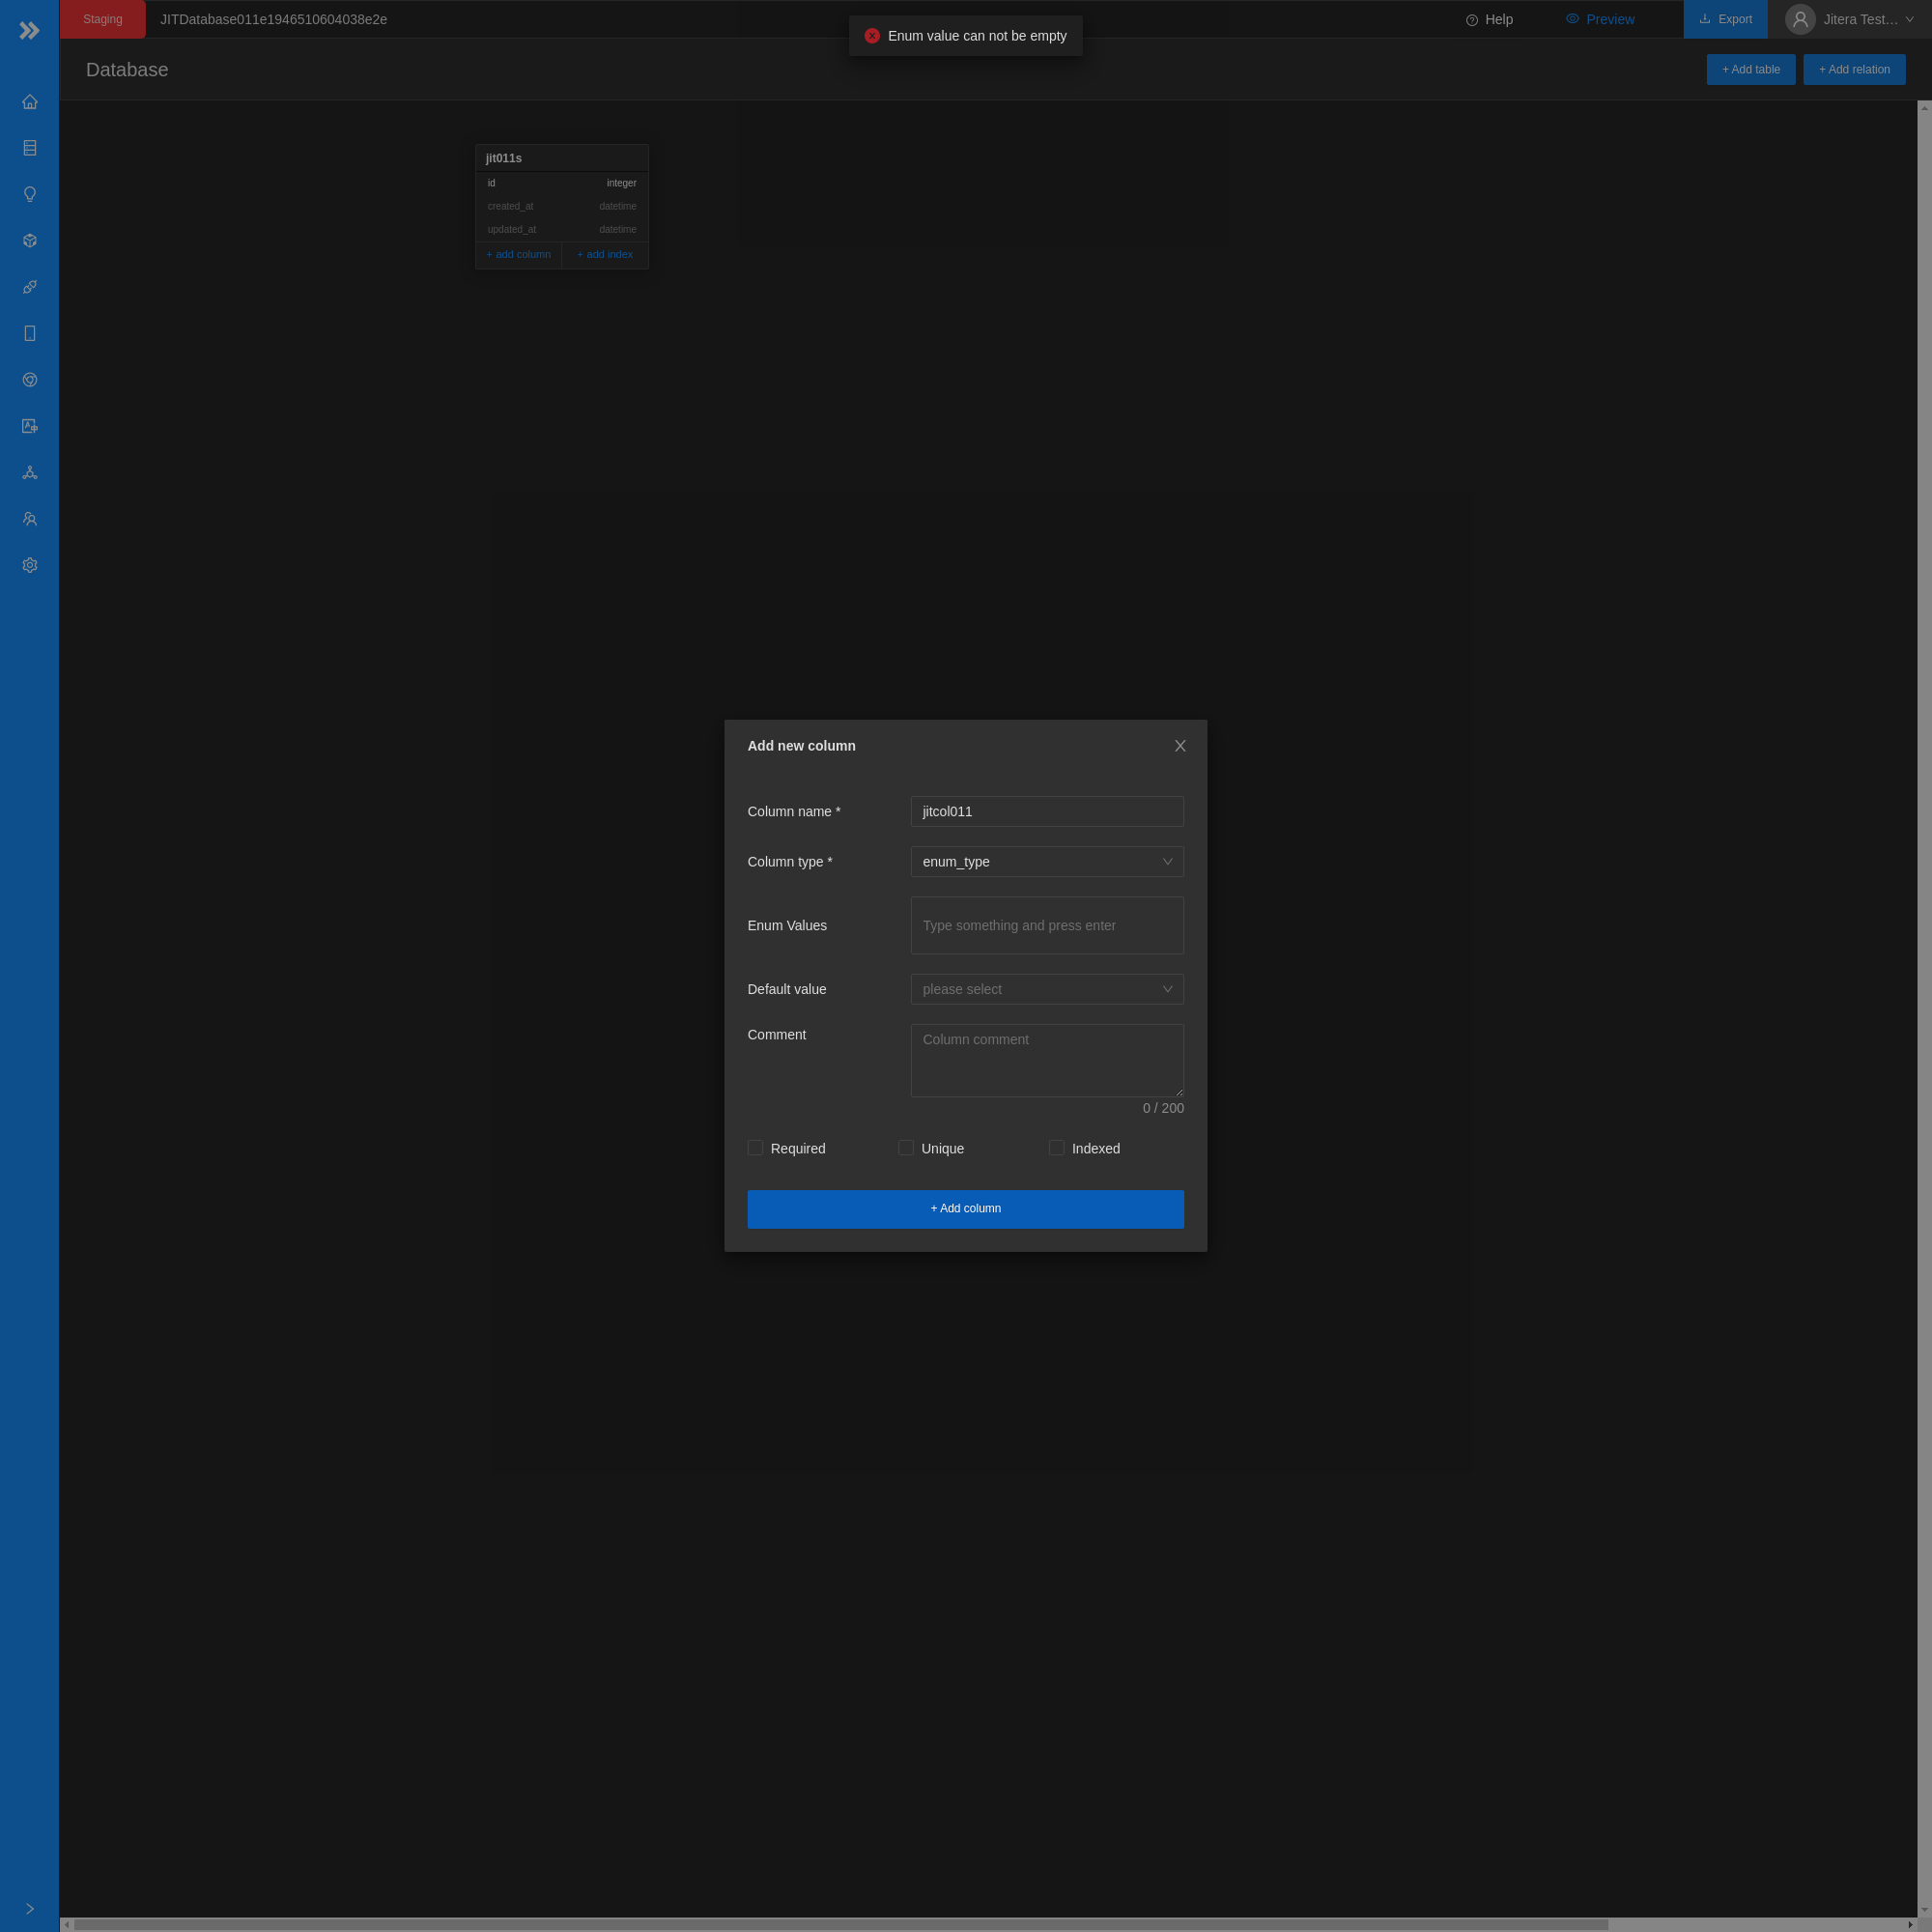 Staging
JITDatabase011e1946510604038e2e
Enum value can not be empty
Help
Preview
Export
Jitera Test…
Database
+ Add table
+ Add relation
jit011s
id integer
created_at datetime
updated_at datetime
+ add column + add index
Add new column
Column name * jitcol011
Column type * enum_type
Enum Values Type something and press enter
Default value please select
Comment Column comment
0 / 200
Required Unique Indexed
+ Add column